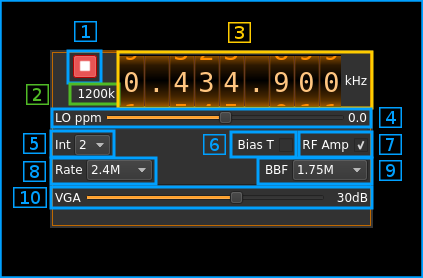 1
3
0.434.900 kHz
2 1200k
LO ppm 0.0 4
5 Int 2 6 Bias T RF Amp ✓ 7
8 Rate 2.4M BBF 1.75M 9
10 VGA 30dB